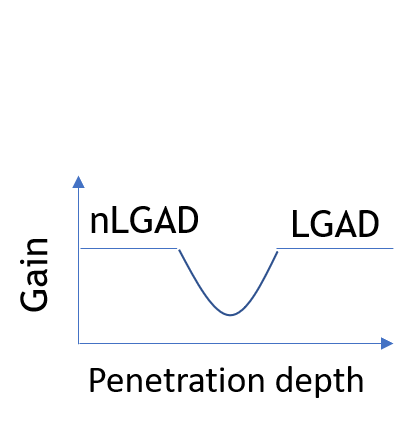 nLGAD
LGAD
Gain
Penetration depth